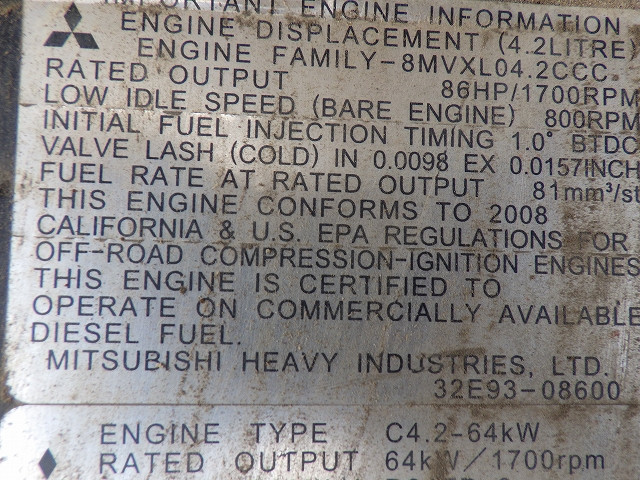 IMPORTANT ENGINE INFORMATION
ENGINE DISPLACEMENT (4.2LITRE)
ENGINE FAMILY-8MVXL04.2CCC
RATED OUTPUT 86HP/1700RPM
LOW IDLE SPEED (BARE ENGINE) 800RPM
INITIAL FUEL INJECTION TIMING 1.0° BTDC
VALVE LASH (COLD) IN 0.0098 EX 0.0157INCH
FUEL RATE AT RATED OUTPUT 81mm³/st
THIS ENGINE CONFORMS TO 2008
CALIFORNIA & U.S. EPA REGULATIONS FOR
OFF-ROAD COMPRESSION-IGNITION ENGINES
THIS ENGINE IS CERTIFIED TO
OPERATE ON COMMERCIALLY AVAILABLE
DIESEL FUEL.
MITSUBISHI HEAVY INDUSTRIES, LTD.
32E93-08600
ENGINE TYPE C4.2-64kW
RATED OUTPUT 64kW/1700rpm